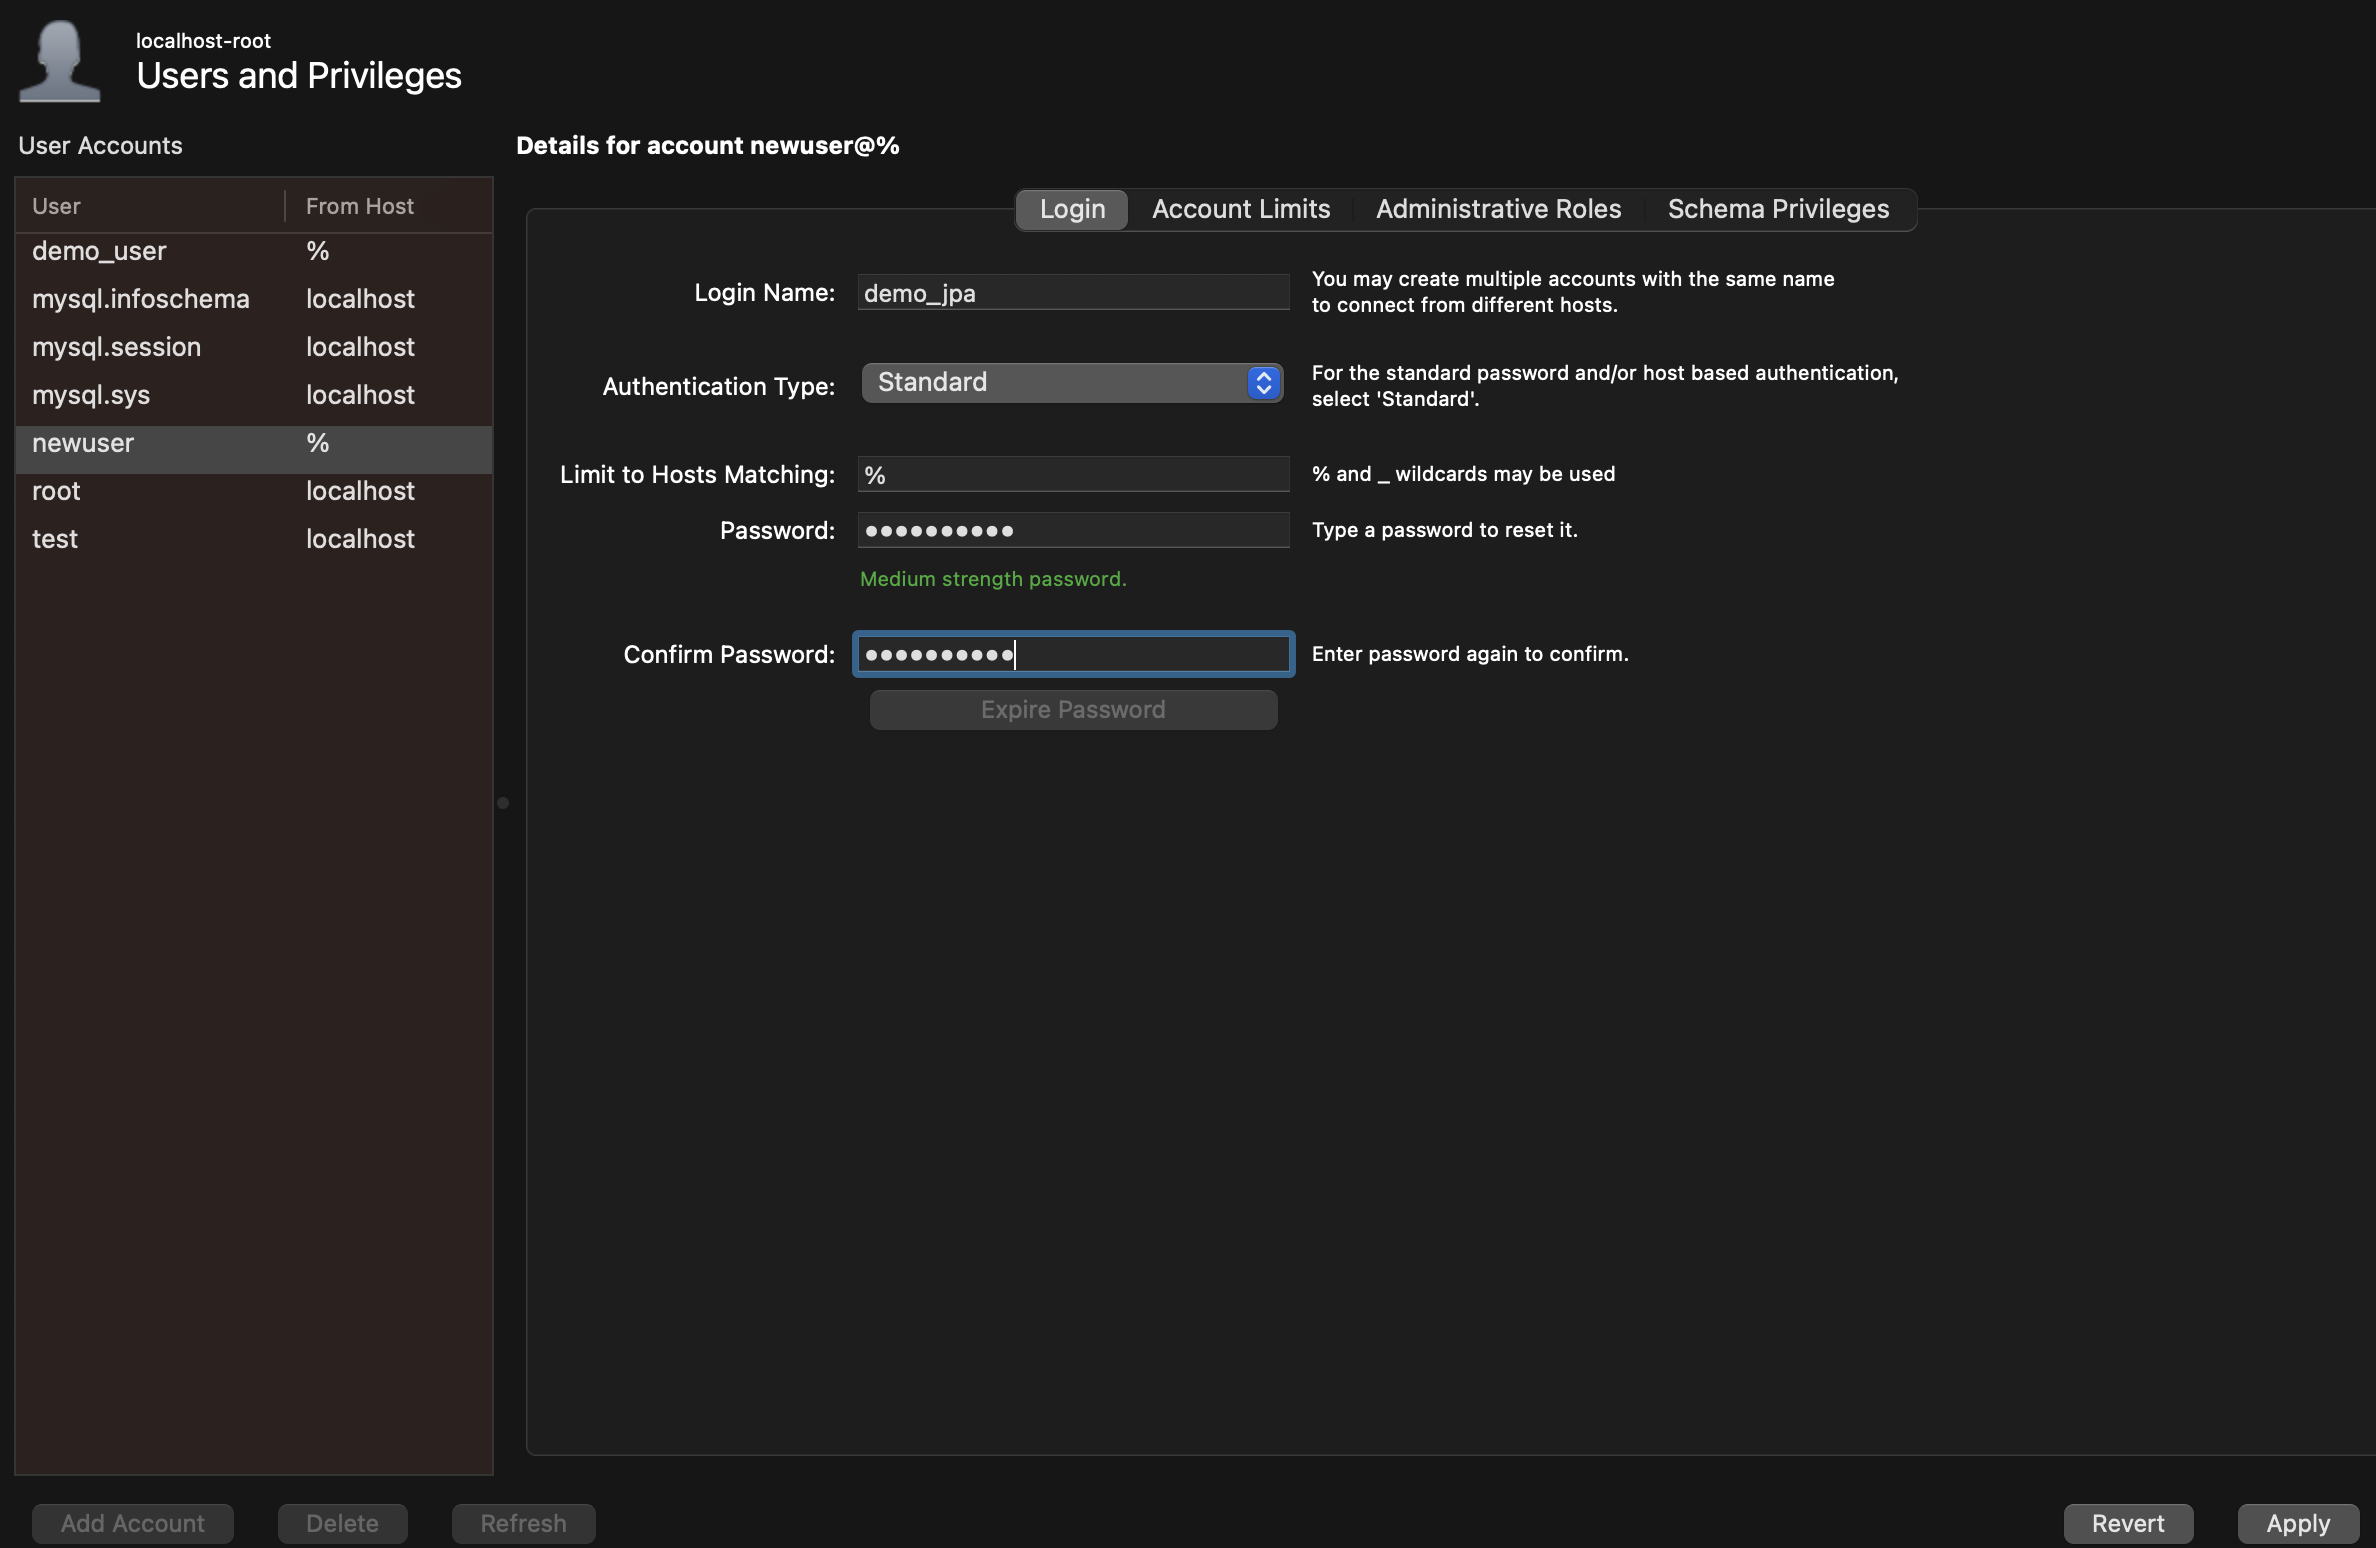 localhost-root
Users and Privileges
User Accounts
Details for account newuser@%
User From Host
demo_user %
mysql.infoschema localhost
mysql.session localhost
mysql.sys localhost
newuser %
root localhost
test localhost
Login Account Limits Administrative Roles Schema Privileges
Login Name: demo_jpa You may create multiple accounts with the same name
to connect from different hosts.
Authentication Type: Standard For the standard password and/or host based authentication,
select 'Standard'.
Limit to Hosts Matching: % % and _ wildcards may be used
Password: •••••••••• Type a password to reset it.
Medium strength password.
Confirm Password: •••••••••• Enter password again to confirm.
Expire Password
Add Account Delete Refresh Revert Apply